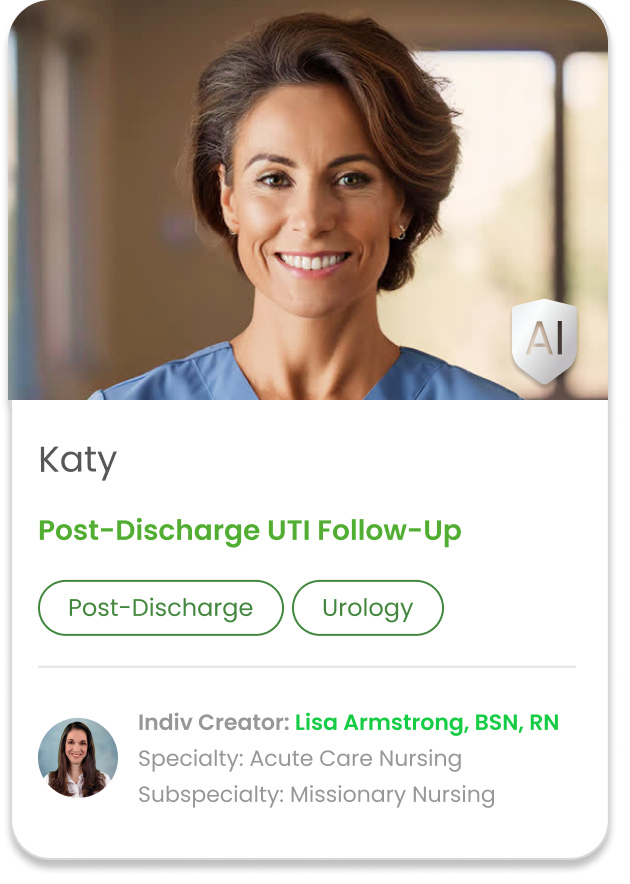 AI
Katy
Post-Discharge UTI Follow-Up
Post-Discharge
Urology
Indiv Creator: Lisa Armstrong, BSN, RN
Specialty: Acute Care Nursing
Subspecialty: Missionary Nursing